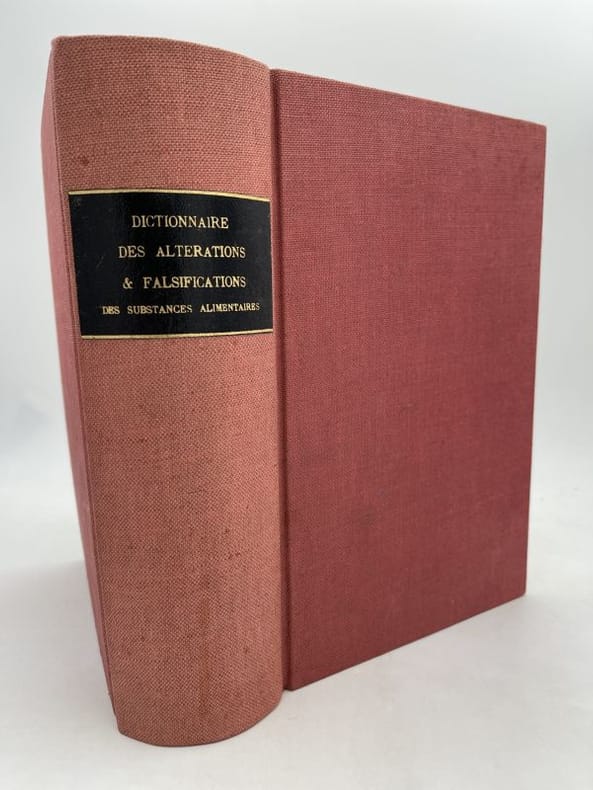 DICTIONNAIRE
DES ALTERATIONS
& FALSIFICATIONS
DES SUBSTANCES ALIMENTAIRES